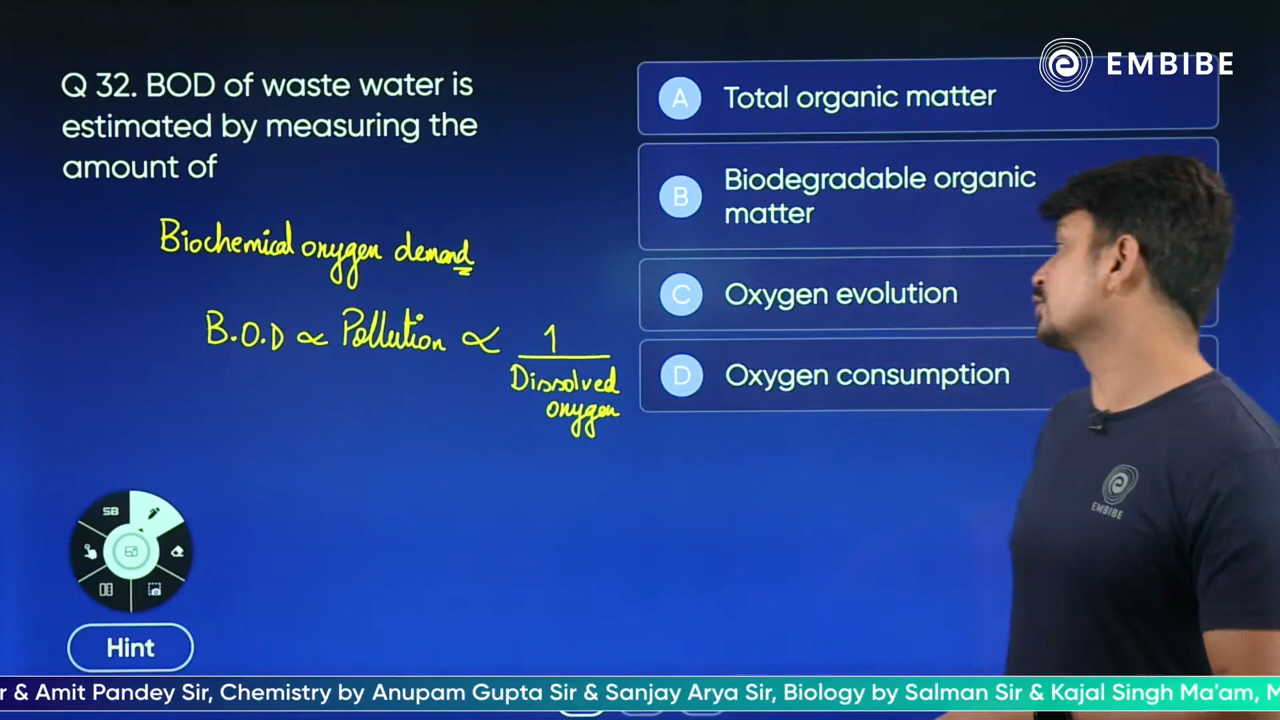 EMBIBE
Q 32. BOD of waste water is
estimated by measuring the
amount of
Biochemical oxygen demand
B.O.D ∝ Pollution ∝ 1
Dissolved
oxygen
A Total organic matter
B Biodegradable organic
matter
C Oxygen evolution
D Oxygen consumption
EMBIBE
SB
Hint
r & Amit Pandey Sir, Chemistry by Anupam Gupta Sir & Sanjay Arya Sir, Biology by Salman Sir & Kajal Singh Ma'am, M